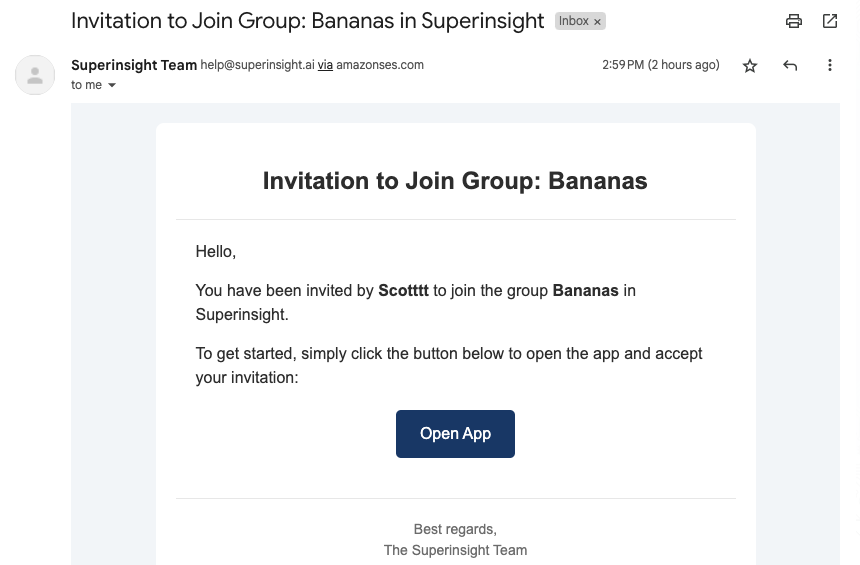 Invitation to Join Group: Bananas in Superinsight Inbox ×
Superinsight Team help@superinsight.ai via amazonses.com 2:59 PM (2 hours ago)
to me
Invitation to Join Group: Bananas
Hello,
You have been invited by Scotttt to join the group Bananas in
Superinsight.
To get started, simply click the button below to open the app and accept
your invitation:
Open App
Best regards,
The Superinsight Team